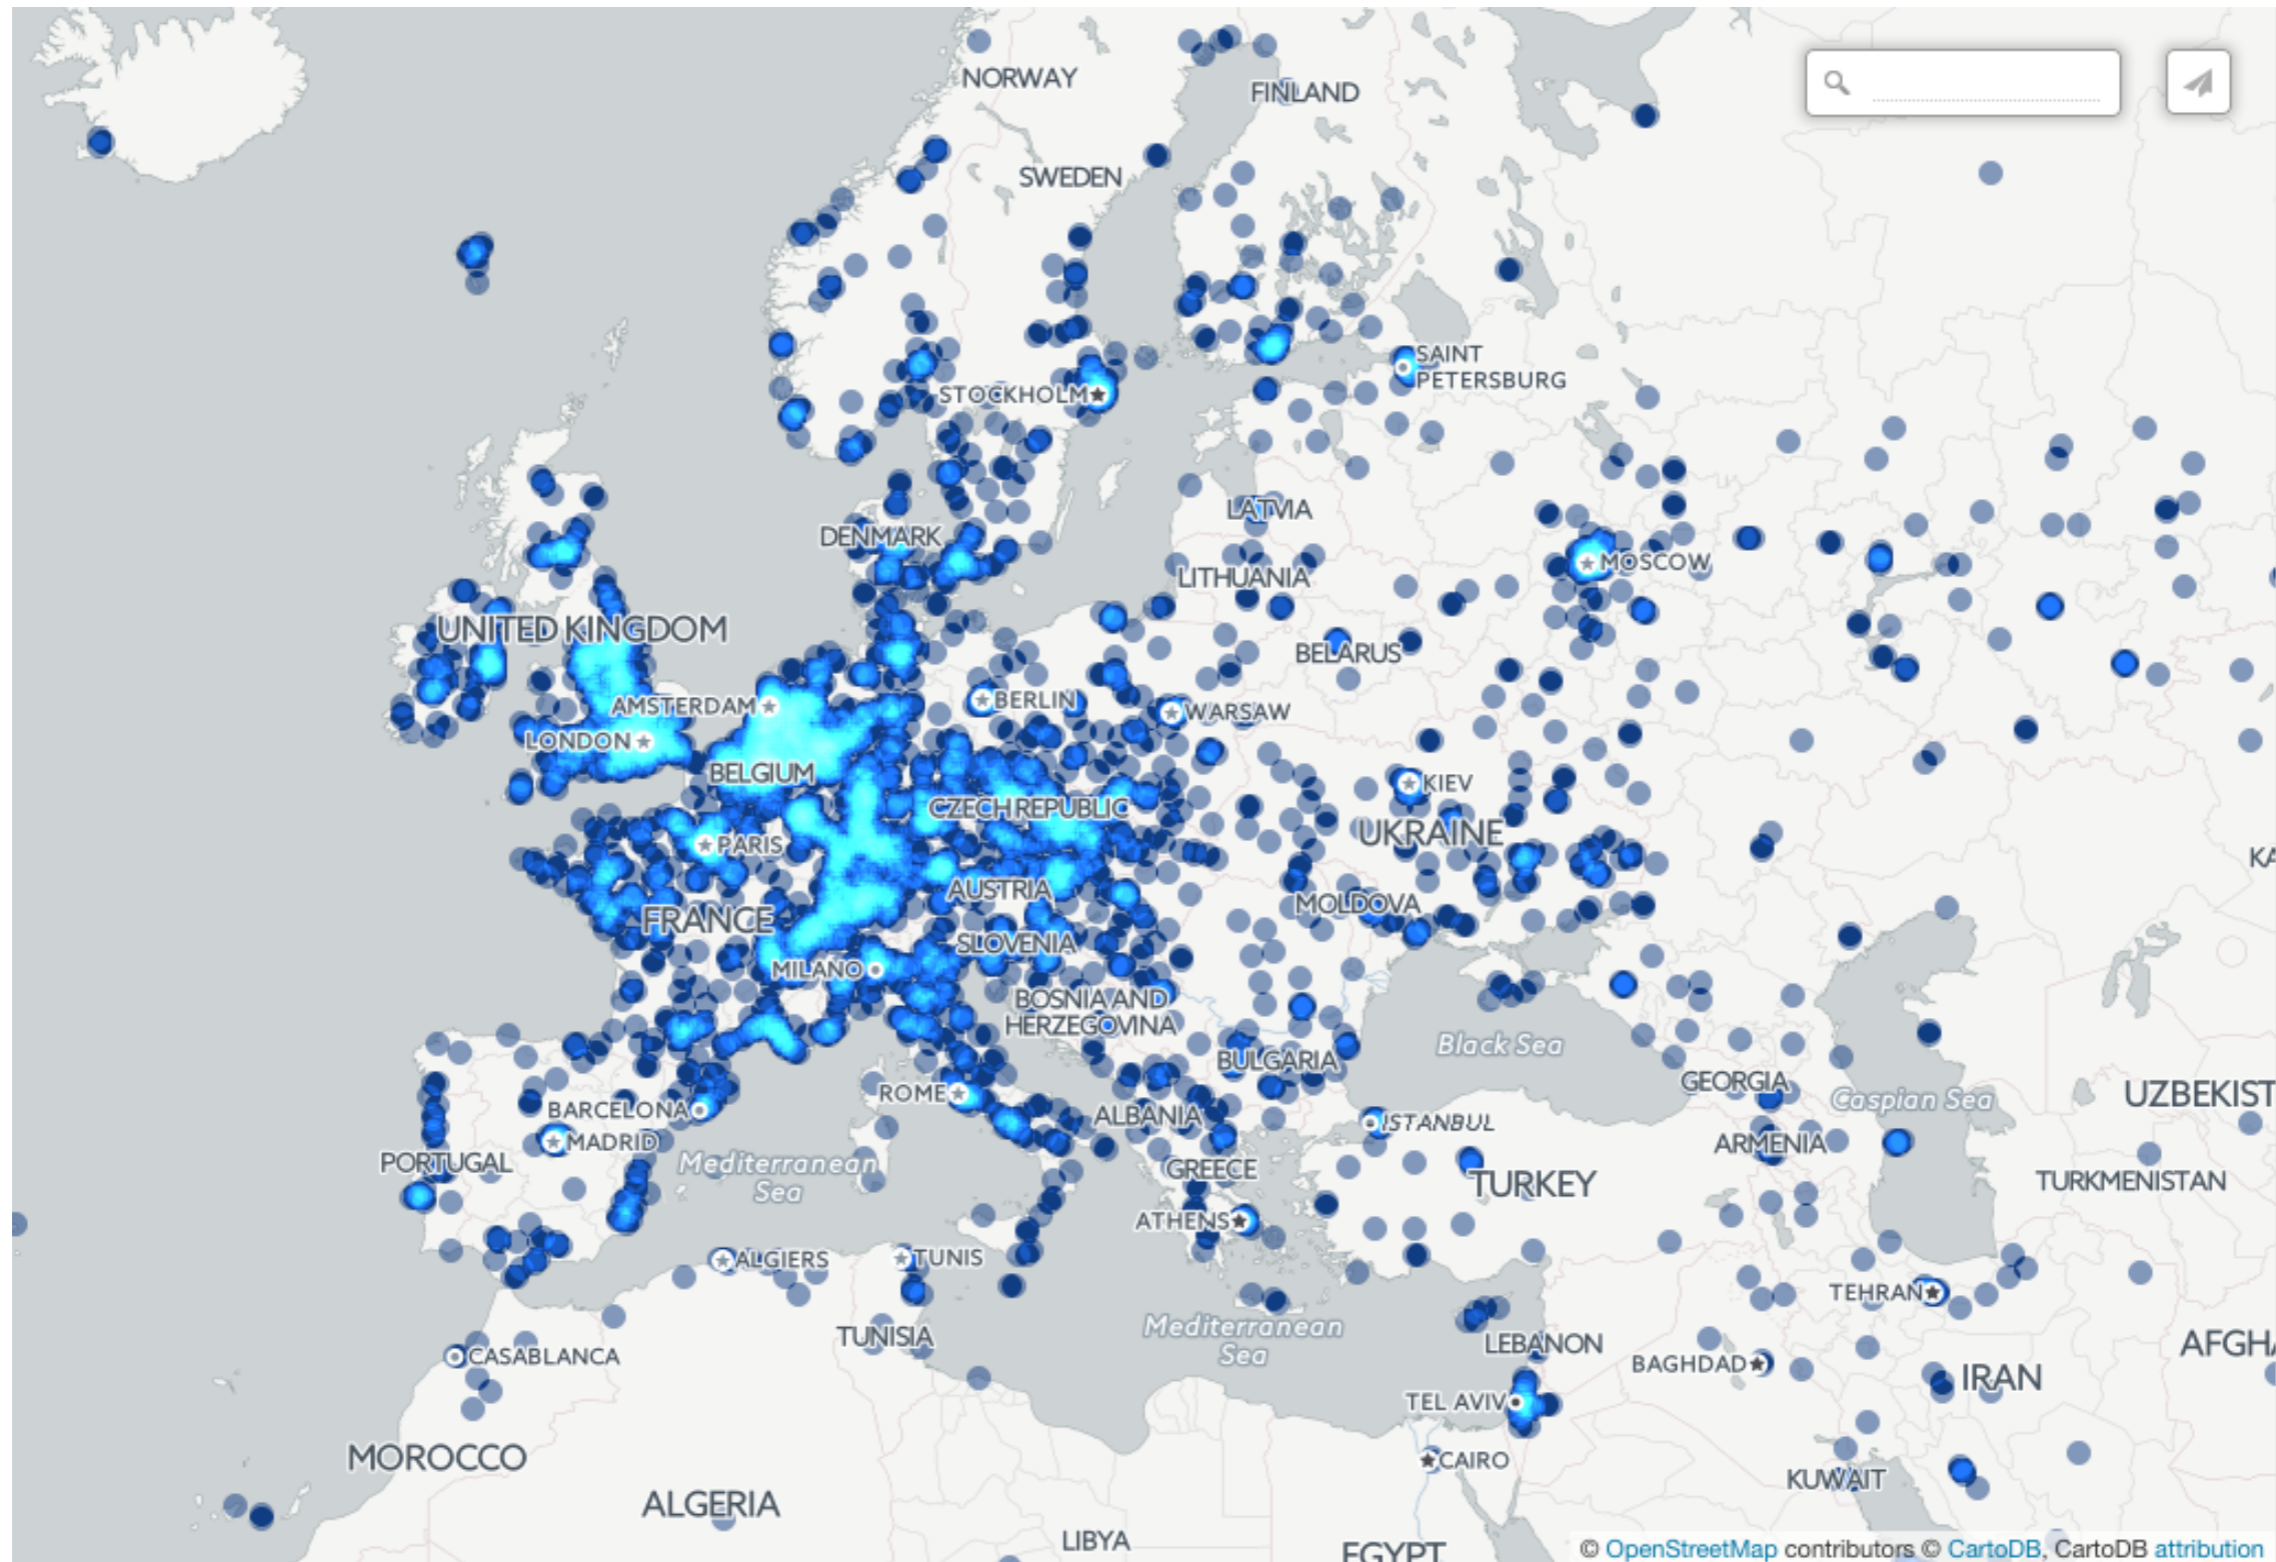 NORWAY
FINLAND
SWEDEN
SAINT
PETERSBURG
STOCKHOLM
LATVIA
DENMARK
MOSCOW
LITHUANIA
UNITED KINGDOM
BELARUS
AMSTERDAM
BERLIN
WARSAW
LONDON
BELGIUM
KIEV
CZECH REPUBLIC
UKRAINE
PARIS
KA
AUSTRIA
MOLDOVA
FRANCE
SLOVENIA
MILANO
BOSNIA AND
HERZEGOVINA
Black Sea
BULGARIA
GEORGIA
UZBEKIST
ROME
Caspian Sea
BARCELONA
ALBANIA
ISTANBUL
MADRID
ARMENIA
PORTUGAL
Mediterranean
Sea
GREECE
TURKEY
TURKMENISTAN
ATHENS
ALGIERS
TUNIS
TEHRAN
Mediterranean
Sea
TUNISIA
LEBANON
AFGHA
CASABLANCA
BAGHDAD
IRAN
TEL AVIV
MOROCCO
CAIRO
KUWAIT
ALGERIA
LIBYA
EGYPT
© OpenStreetMap contributors © CartoDB, CartoDB attribution